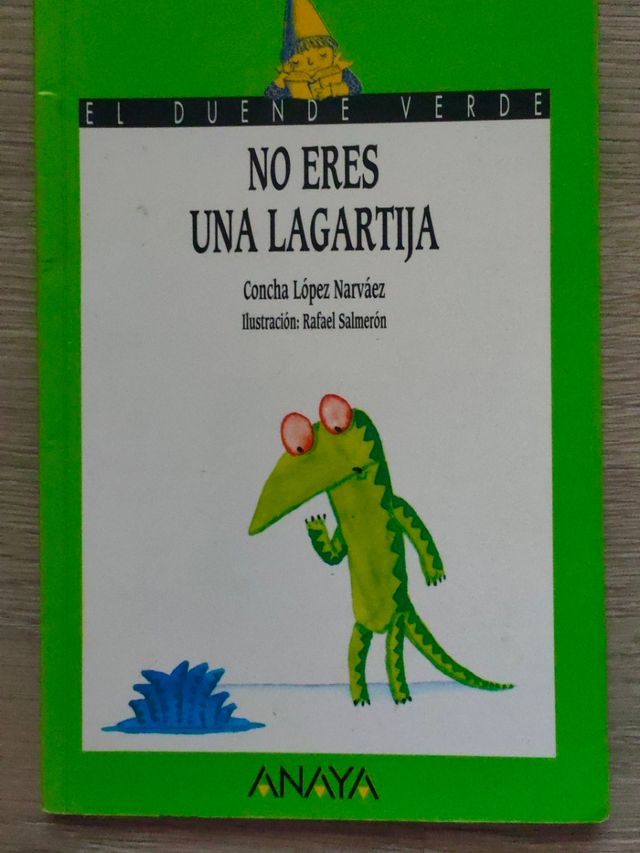 EL DUENDE VERDE
NO ERES
UNA LAGARTIJA
Concha López Narváez
Ilustración: Rafael Salmerón
ANAYA